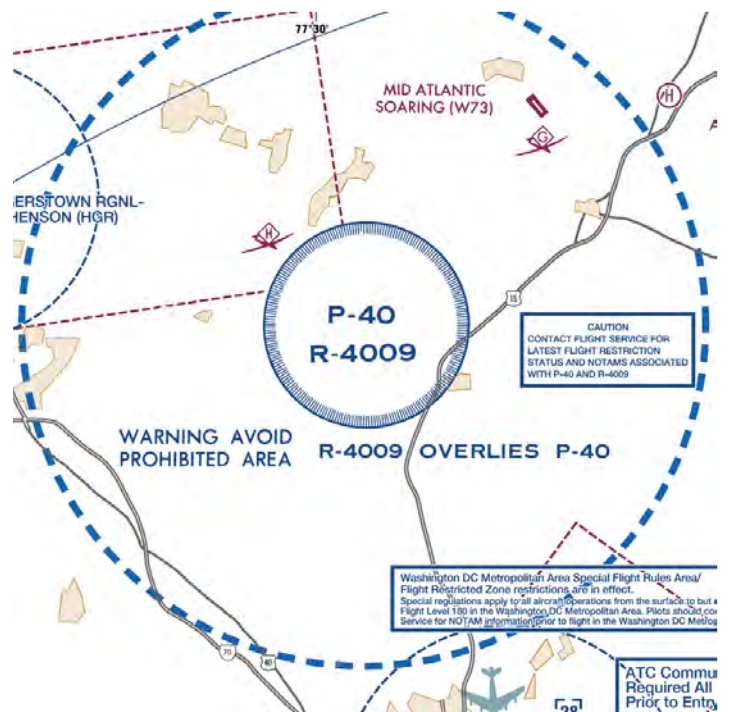 77°30'
MID ATLANTIC
SOARING (W73)
H
G
ERSTOWN RGNL-
HENSON (HGR)
H
P-40
R-4009
15
CAUTION
CONTACT FLIGHT SERVICE FOR
LATEST FLIGHT RESTRICTION
STATUS AND NOTAMS ASSOCIATED
WITH P-40 AND R-4009
WARNING AVOID
PROHIBITED AREA
R-4009 OVERLIES P-40
Washington DC Metropolitan Area Special Flight Rules Area/
Flight Restricted Zone restrictions are in effect.
Special regulations apply to all aircraft operations from the surface to but
Flight Level 180 in the Washington DC Metropolitan Area. Pilots should
Service for NOTAM information prior to flight in the Washington DC
70
40
28
ATC
Required All
Prior to Entry